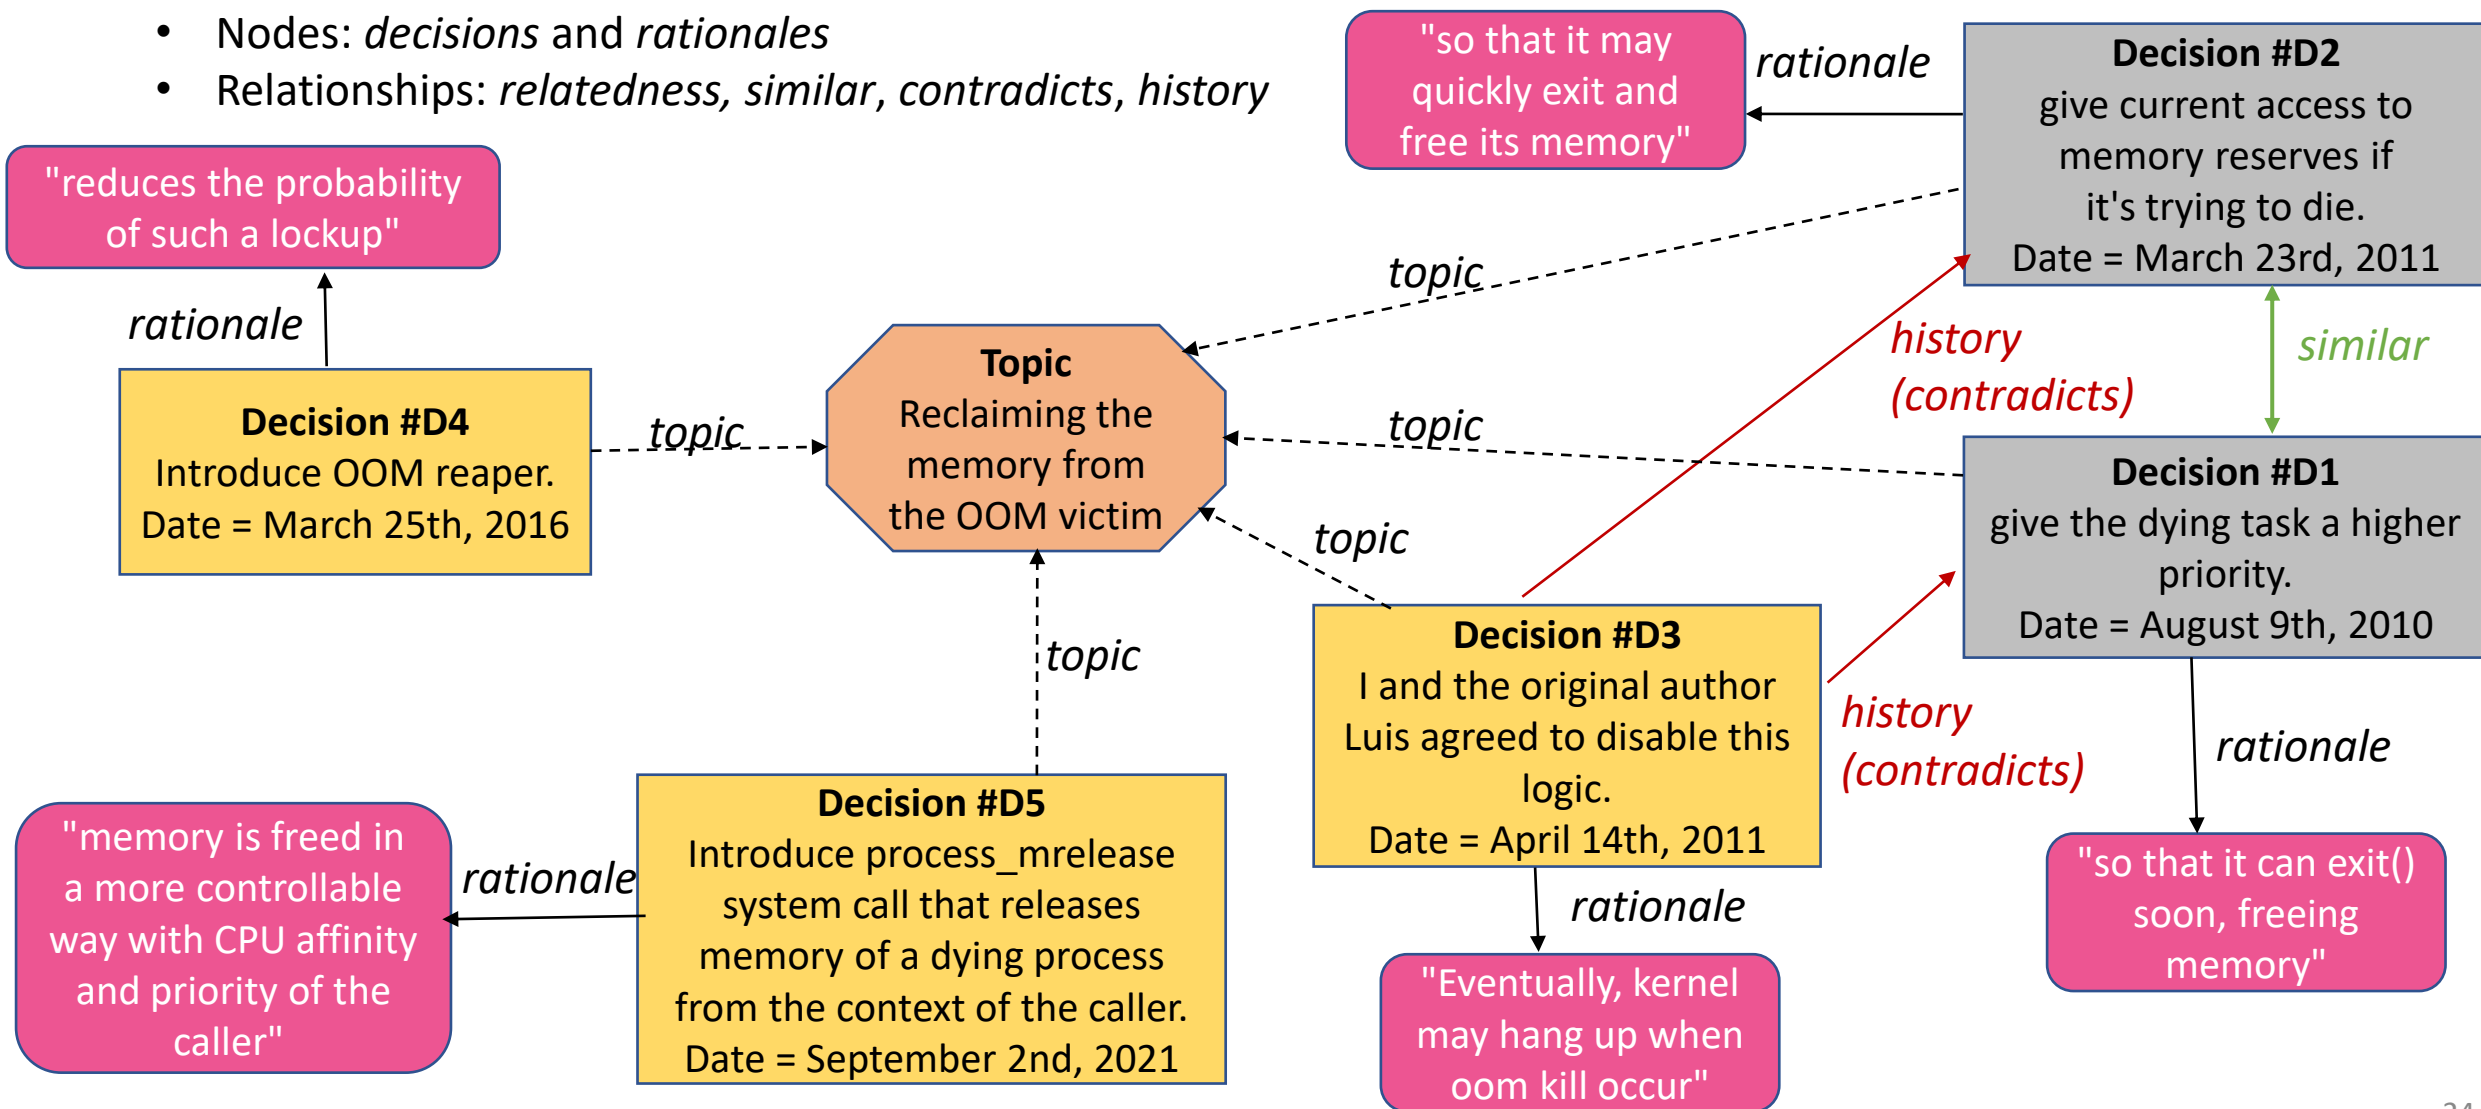 • Nodes: decisions and rationales
• Relationships: relatedness, similar, contradicts, history
"so that it may
quickly exit and
free its memory"
rationale
Decision #D2
give current access to
memory reserves if
it's trying to die.
Date = March 23rd, 2011
"reduces the probability
of such a lockup"
rationale
topic
history
(contradicts)
similar
Decision #D4
Introduce OOM reaper.
Date = March 25th, 2016
topic
Topic
Reclaiming the
memory from
the OOM victim
topic
Decision #D1
give the dying task a higher
priority.
Date = August 9th, 2010
topic
topic
Decision #D3
I and the original author
Luis agreed to disable this
logic.
Date = April 14th, 2011
history
(contradicts)
rationale
"memory is freed in
a more controllable
way with CPU affinity
and priority of the
caller"
rationale
Decision #D5
Introduce process_mrelease
system call that releases
memory of a dying process
from the context of the caller.
Date = September 2nd, 2021
rationale
"Eventually, kernel
may hang up when
oom kill occur"
"so that it can exit()
soon, freeing
memory"